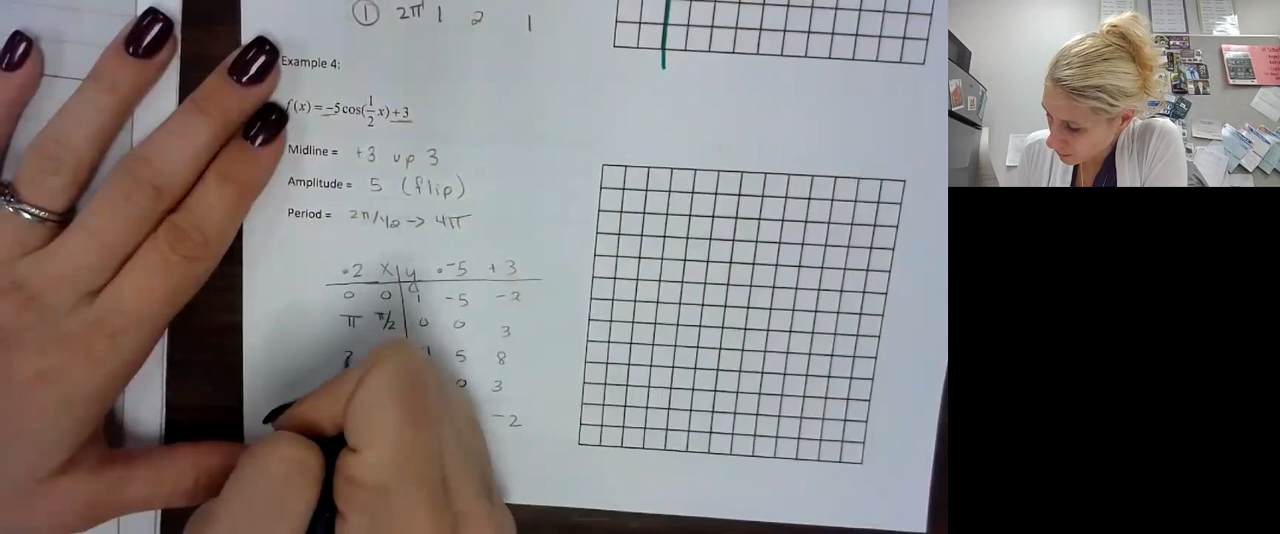 ① 2π 1 2 1
Example 4:
f(x) = -5cos(1/2 x)+3
Midline = +3 up 3
Amplitude = 5 (flip)
Period = 2π/½ → 4π
·2 x y ·-5 +3
0 0 1 -5 -2
π π/2 0 0 3
5 8
0 3
-2